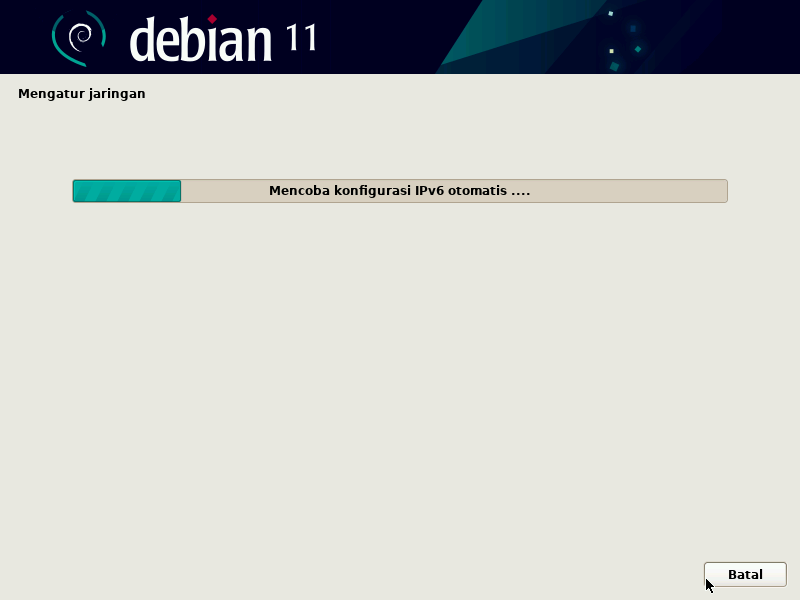 debian 11
Mengatur jaringan
Mencoba konfigurasi IPv6 otomatis ....
Batal